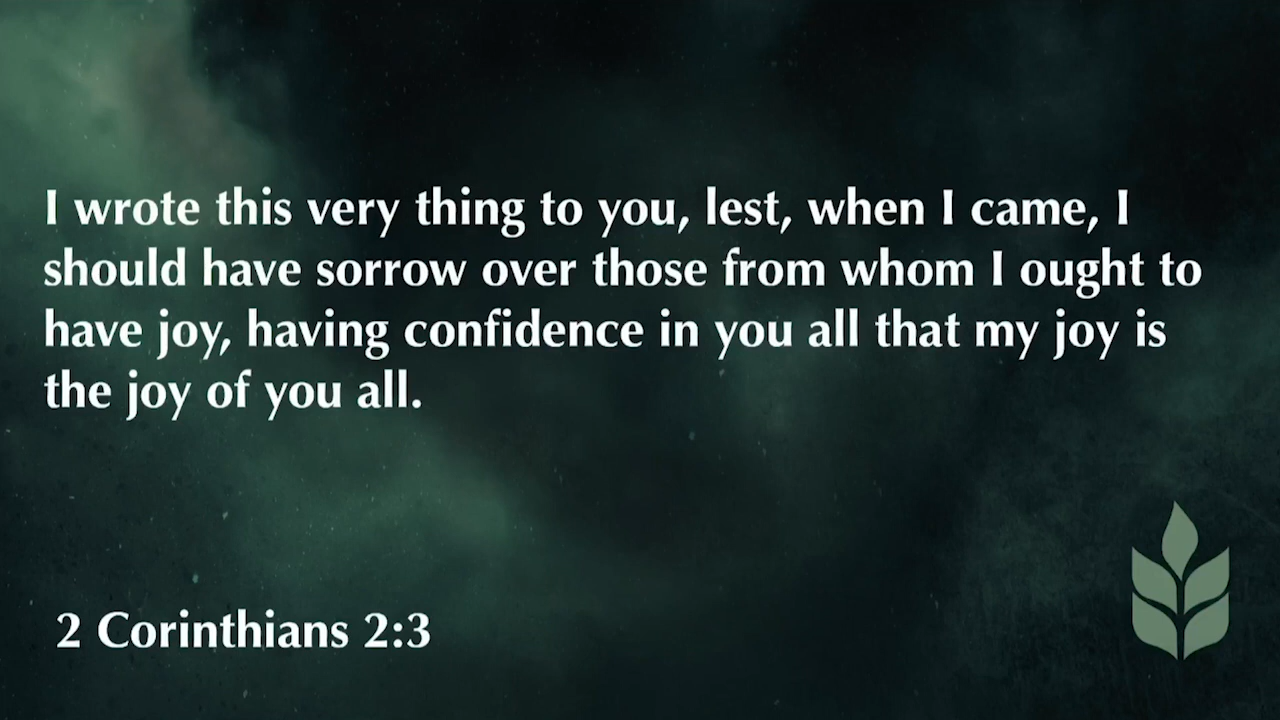 I wrote this very thing to you, lest, when I came, I
should have sorrow over those from whom I ought to
have joy, having confidence in you all that my joy is
the joy of you all.
2 Corinthians 2:3